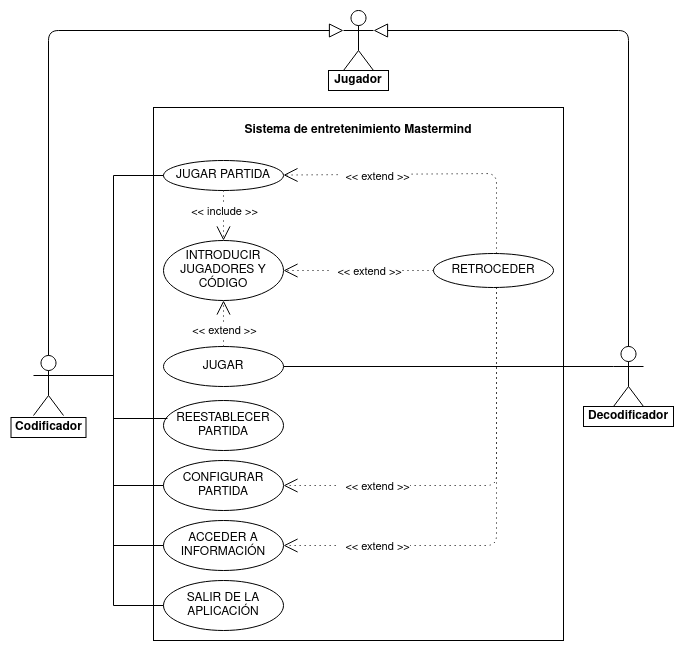 Jugador
Sistema de entretenimiento Mastermind
JUGAR PARTIDA
<< extend >>
<< include >>
INTRODUCIR
JUGADORES Y
CÓDIGO
<< extend >>
RETROCEDER
<< extend >>
JUGAR
Codificador
Decodificador
REESTABLECER
PARTIDA
CONFIGURAR
PARTIDA
<< extend >>
ACCEDER A
INFORMACIÓN
<< extend >>
SALIR DE LA
APLICACIÓN